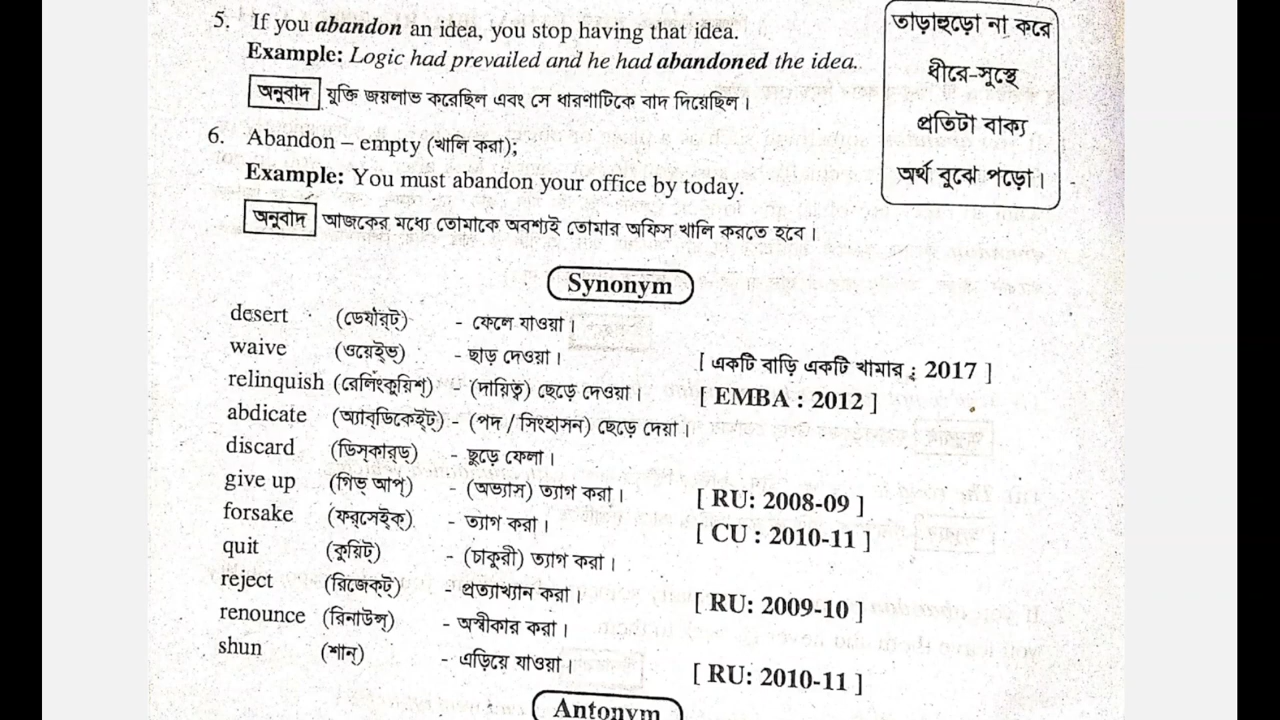 5. If you abandon an idea, you stop having that idea.
Example: Logic had prevailed and he had abandoned the idea.
অনুবাদ যুক্তি জয়লাভ করেছিল এবং সে ধারণাটিকে বাদ দিয়েছিল।
6. Abandon – empty (খালি করা);
Example: You must abandon your office by today.
অনুবাদ আজকের মধ্যে তোমাকে অবশ্যই তোমার অফিস খালি করতে হবে।
তাড়াহুড়ো না করে
ধীরে-সুস্থে
প্রতিটা বাক্য
অর্থ বুঝে পড়ো।
Synonym
desert (ডেযার্‌ট) - ফেলে যাওয়া।
waive (ওয়েইভ্) - ছাড় দেওয়া। [ একটি বাড়ি একটি খামার : 2017 ]
relinquish (রেলিংকুয়িশ্) - (দায়িত্ব) ছেড়ে দেওয়া। [ EMBA : 2012 ]
abdicate (অ্যাব্‌ডিকেইট্) - (পদ / সিংহাসন) ছেড়ে দেয়া।
discard (ডিস্‌কার্‌ড্) - ছুড়ে ফেলা।
give up (গিভ্ আপ্) - (অভ্যাস) ত্যাগ করা। [ RU: 2008-09 ]
forsake (ফর্‌সেইক্) - ত্যাগ করা। [ CU : 2010-11 ]
quit (কুয়িট্) - (চাকুরী) ত্যাগ করা।
reject (রিজেক্‌ট্) - প্রত্যাখ্যান করা। [ RU: 2009-10 ]
renounce (রিনাউন্স্) - অস্বীকার করা।
shun (শান্) - এড়িয়ে যাওয়া। [ RU: 2010-11 ]
Antonym